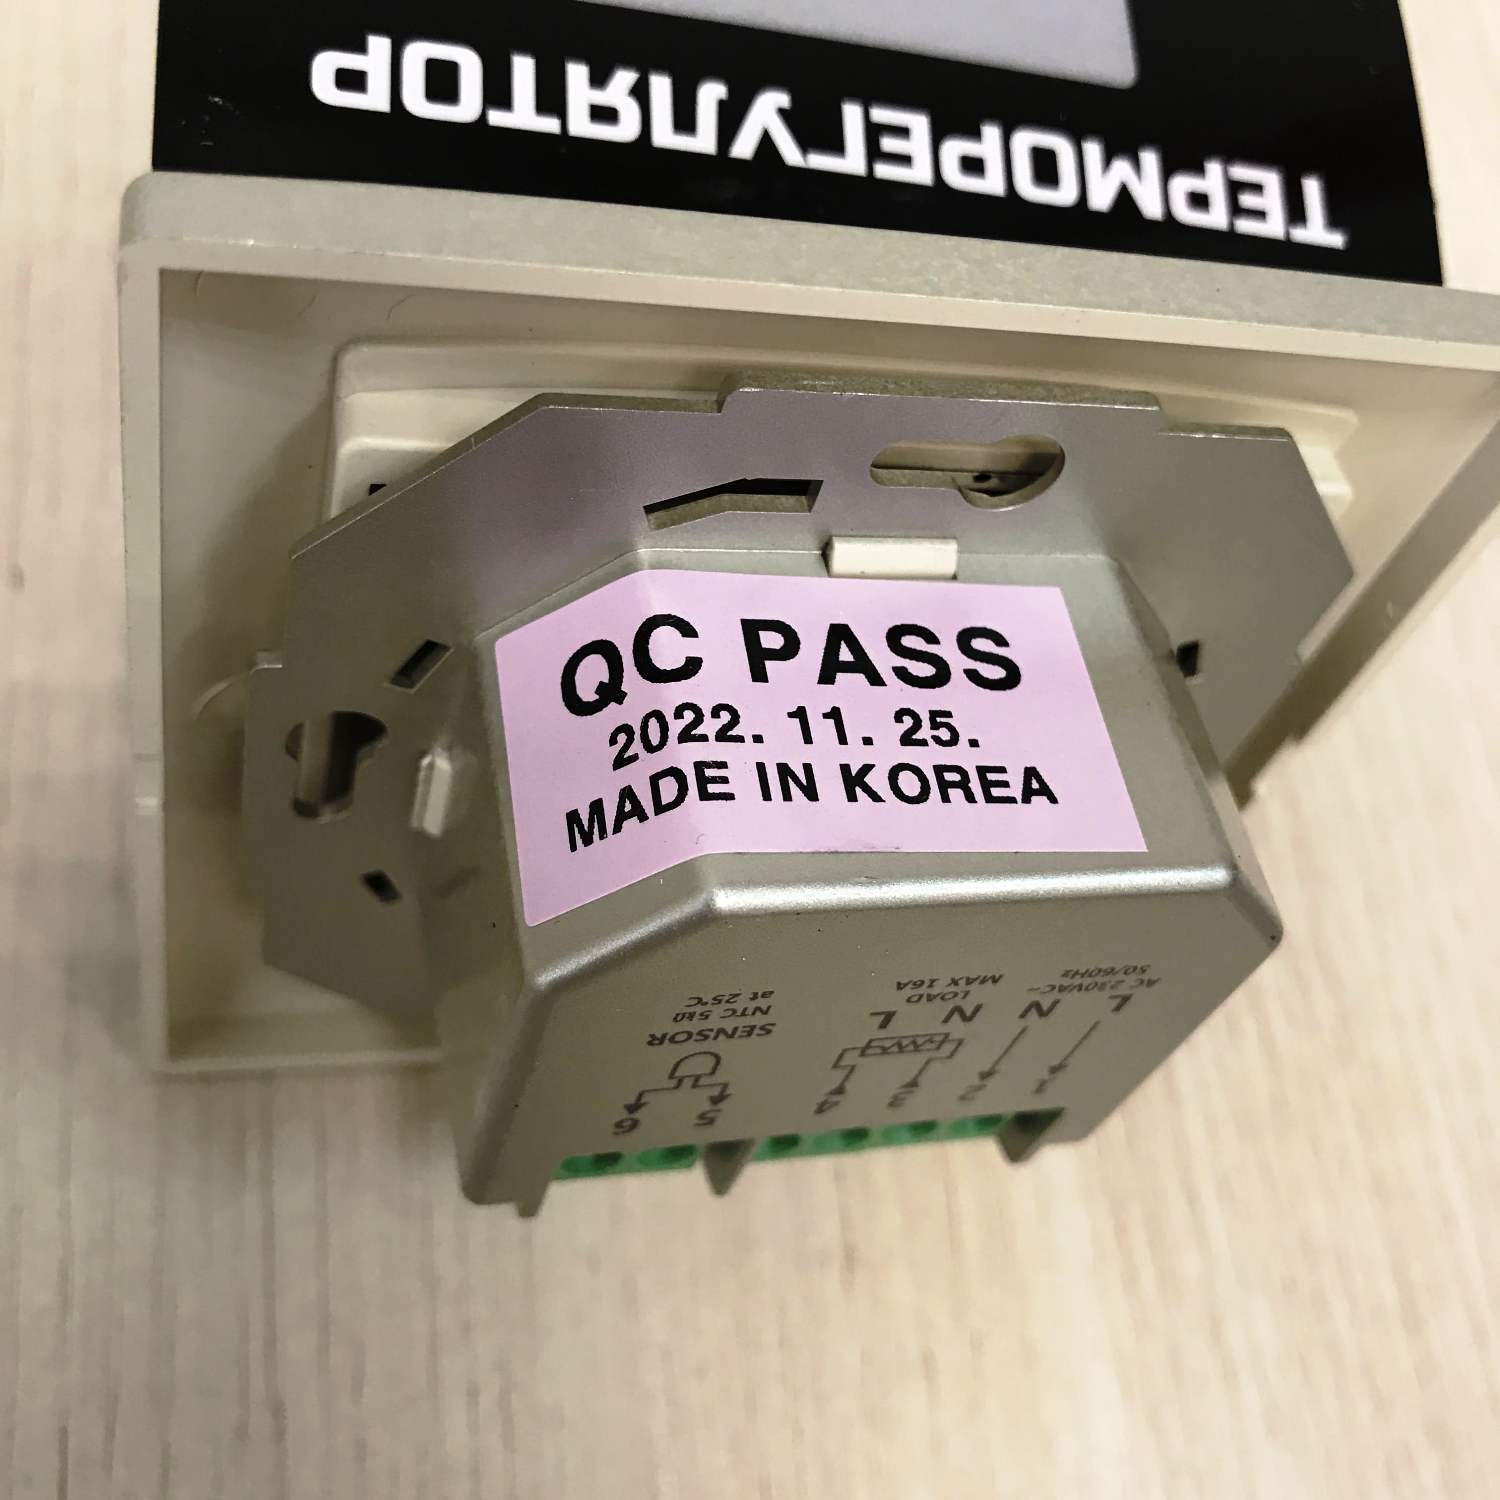 ТЕРМОРЕГУЛЯТОР
QC PASS
2022. 11. 25.
MADE IN KOREA
1 2 3 4 5 6
L N N L
AC 230VAC~
50/60Hz
LOAD
MAX 16A
SENSOR
NTC 5kΩ
at 25°C